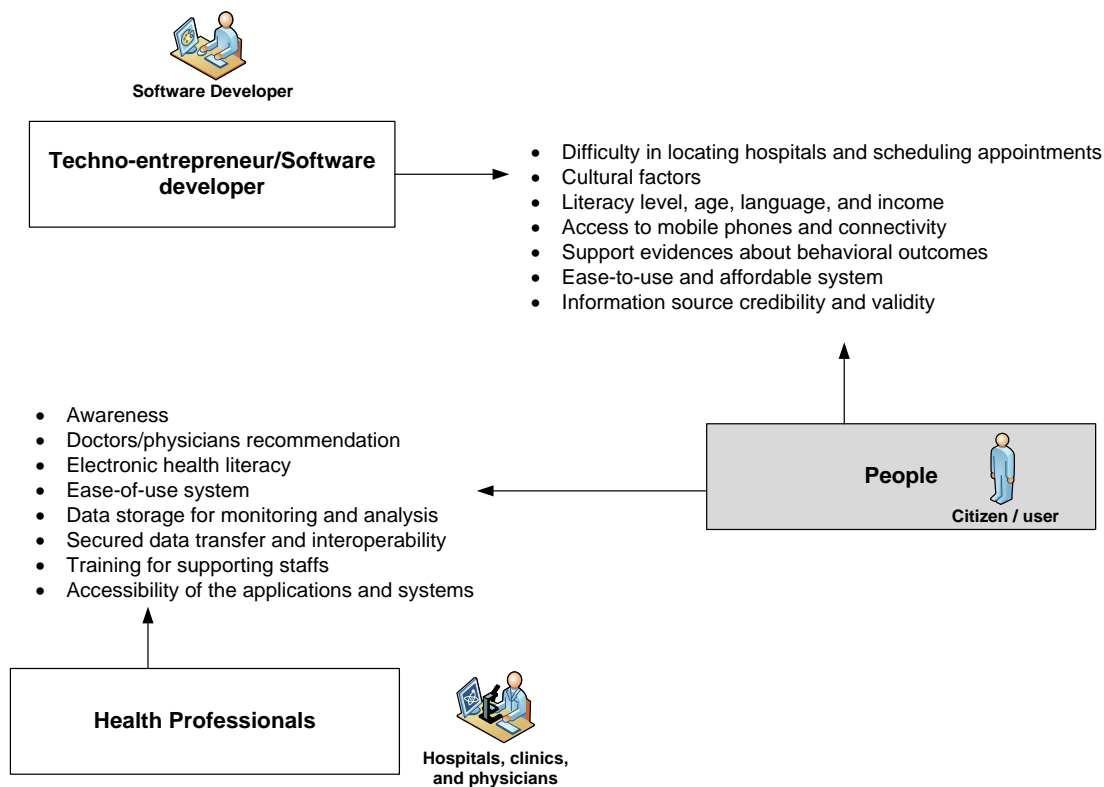 Software Developer
Techno-entrepreneur/Software
developer
• Difficulty in locating hospitals and scheduling appointments
• Cultural factors
• Literacy level, age, language, and income
• Access to mobile phones and connectivity
• Support evidences about behavioral outcomes
• Ease-to-use and affordable system
• Information source credibility and validity
• Awareness
• Doctors/physicians recommendation
• Electronic health literacy
• Ease-of-use system
• Data storage for monitoring and analysis
• Secured data transfer and interoperability
• Training for supporting staffs
• Accessibility of the applications and systems
People
Citizen / user
Health Professionals
Hospitals, clinics,
and physicians